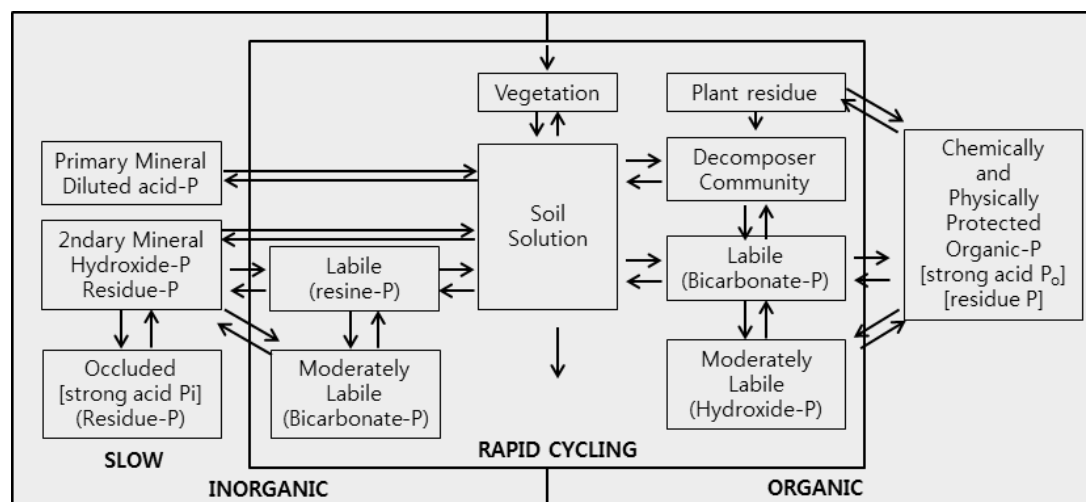 Vegetation
Plant residue
Primary Mineral
Diluted acid-P
Soil
Solution
Decomposer
Community
Chemically
and
Physically
Protected
Organic-P
[strong acid Po]
[residue P]
2ndary Mineral
Hydroxide-P
Residue-P
Labile
(resine-P)
Labile
(Bicarbonate-P)
Occluded
[strong acid Pi]
(Residue-P)
Moderately
Labile
(Bicarbonate-P)
Moderately
Labile
(Hydroxide-P)
SLOW
RAPID CYCLING
INORGANIC
ORGANIC